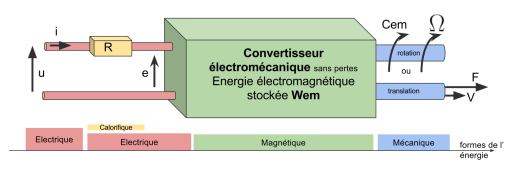 i
R
u
e
Convertisseur
électromécanique sans pertes
Energie électromagnétique
stockée Wem
Cem
Ω
rotation
ou
translation
F
V
Electrique
Calorifique
Electrique
Magnétique
Mécanique
formes de l'
énergie